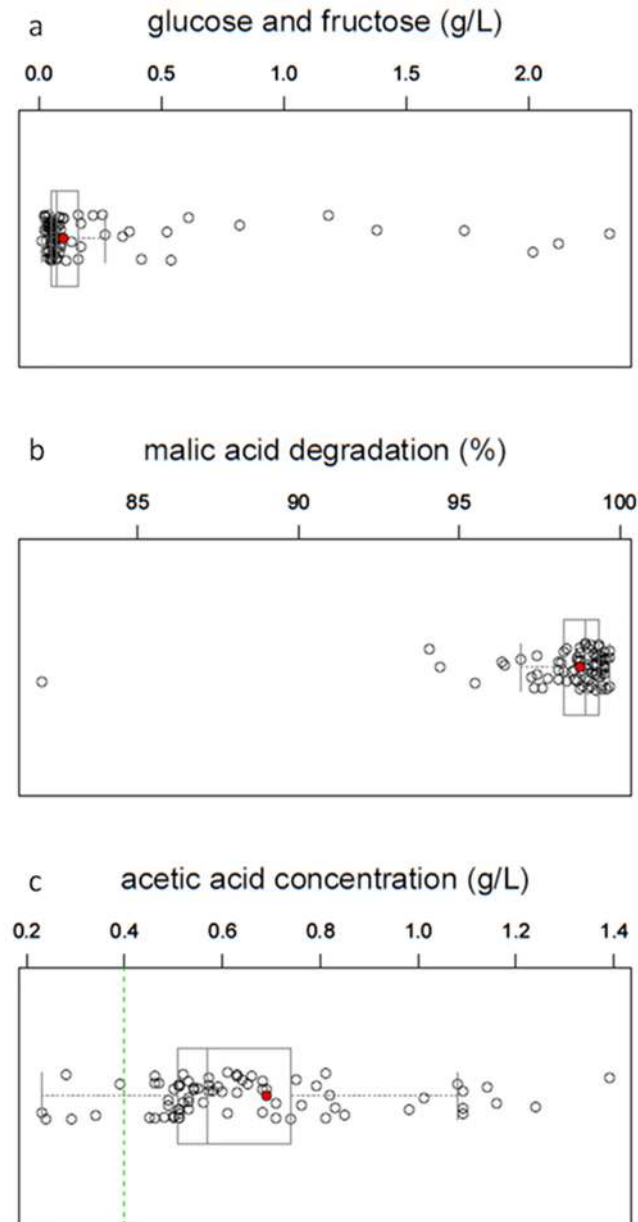 a glucose and fructose (g/L)
0.0 0.5 1.0 1.5 2.0
b malic acid degradation (%)
85 90 95 100
c acetic acid concentration (g/L)
0.2 0.4 0.6 0.8 1.0 1.2 1.4